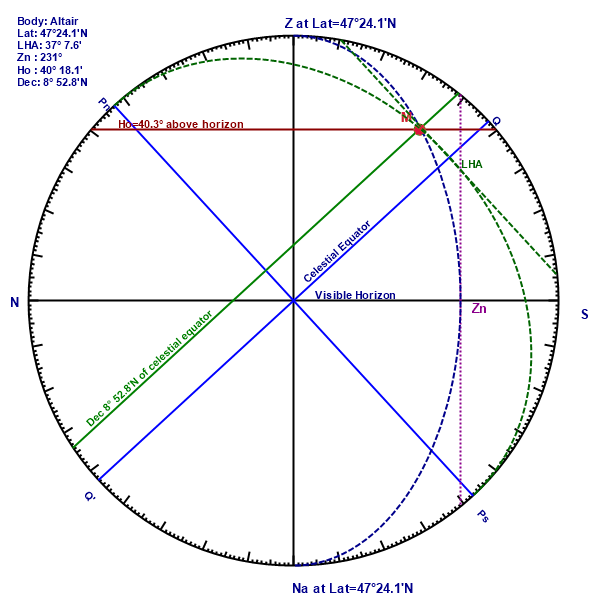 Body: Altair
Lat: 47°24.1'N
LHA: 37° 7.6'
Zn : 231°
Ho : 40° 18.1'
Dec: 8° 52.8'N
Z at Lat=47°24.1'N
Pn
Q
M
Ho=40.3° above horizon
LHA
Celestial Equator
Visible Horizon
N
Zn
S
Dec 8° 52.8'N of celestial equator
Q'
Ps
Na at Lat=47°24.1'N